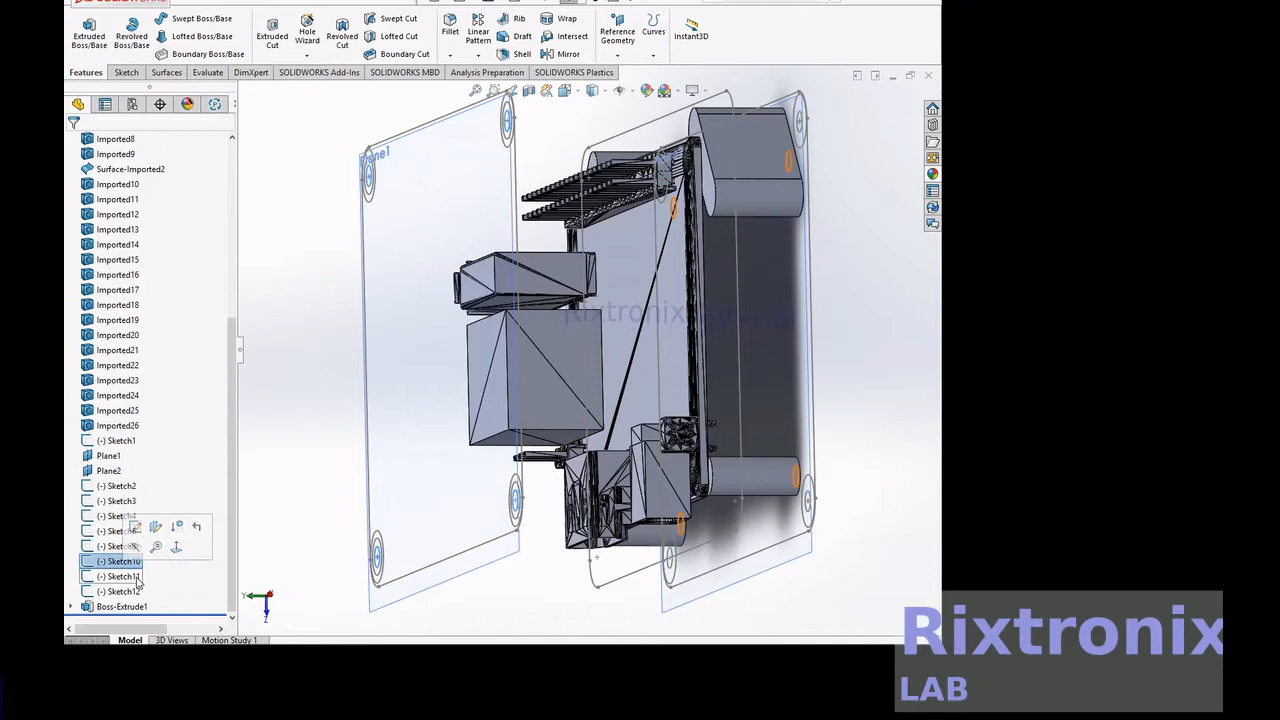 Swept Boss/Base
Swept Cut
Rib
Wrap
Extruded Boss/Base
Revolved Boss/Base
Lofted Boss/Base
Extruded Cut
Hole Wizard
Revolved Cut
Lofted Cut
Fillet
Linear Pattern
Draft
Intersect
Reference Geometry
Curves
Instant3D
Boundary Boss/Base
Boundary Cut
Shell
Mirror
Features
Sketch
Surfaces
Evaluate
DimXpert
SOLIDWORKS Add-Ins
SOLIDWORKS MBD
Analysis Preparation
SOLIDWORKS Plastics
Imported8
Imported9
Surface-Imported2
Imported10
Imported11
Imported12
Imported13
Imported14
Imported15
Imported16
Imported17
Imported18
Imported19
Imported20
Imported21
Imported22
Imported23
Imported24
Imported25
Imported26
(-) Sketch1
Plane1
Plane2
(-) Sketch2
(-) Sketch3
(-) Sketch4
(-) Sketch10
(-) Sketch11
(-) Sketch12
Boss-Extrude1
Plane1
Rixtronix
Y
Z
Model
3D Views
Motion Study 1
Rixtronix
LAB